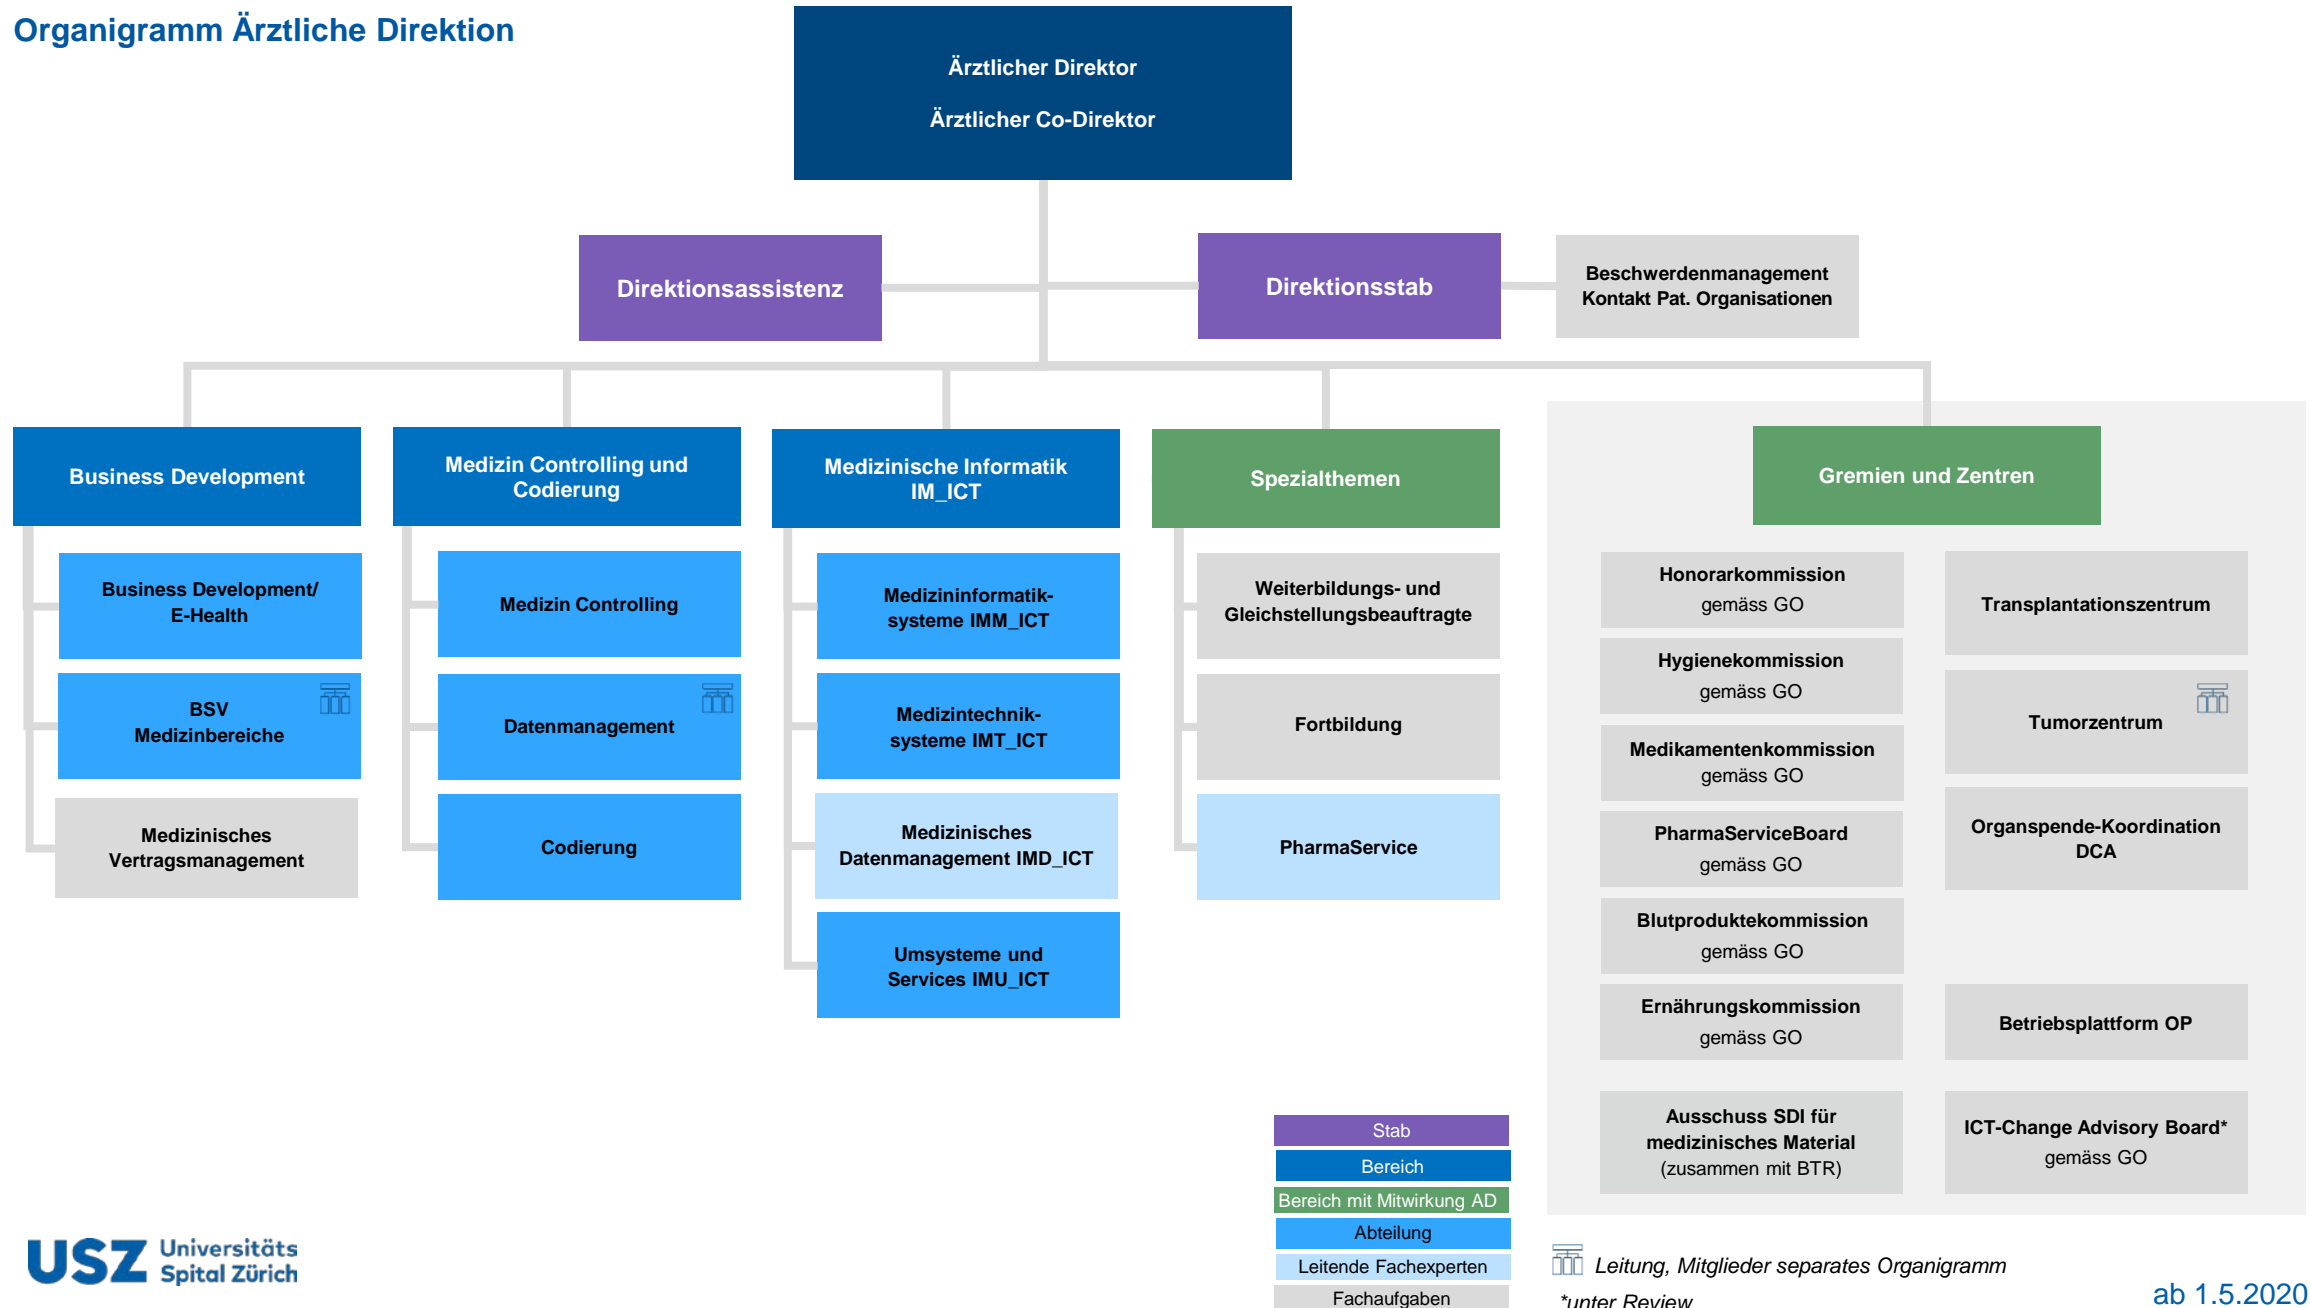 Organigramm Ärztliche Direktion
Ärztlicher Direktor
Ärztlicher Co-Direktor
Direktionsassistenz
Direktionsstab
Beschwerdenmanagement
Kontakt Pat. Organisationen
Business Development
Business Development/
E-Health
BSV
Medizinbereiche
Medizinisches
Vertragsmanagement
Medizin Controlling und
Codierung
Medizin Controlling
Datenmanagement
Codierung
Medizinische Informatik
IM_ICT
Medizininformatik-
systeme IMM_ICT
Medizintechnik-
systeme IMT_ICT
Medizinisches
Datenmanagement IMD_ICT
Umsysteme und
Services IMU_ICT
Spezialthemen
Weiterbildungs- und
Gleichstellungsbeauftragte
Fortbildung
PharmaService
Gremien und Zentren
Honorarkommission
gemäss GO
Hygienekommission
gemäss GO
Medikamentenkommission
gemäss GO
PharmaServiceBoard
gemäss GO
Blutproduktekommission
gemäss GO
Ernährungskommission
gemäss GO
Ausschuss SDI für
medizinisches Material
(zusammen mit BTR)
Transplantationszentrum
Tumorzentrum
Organspende-Koordination
DCA
Betriebsplattform OP
ICT-Change Advisory Board*
gemäss GO
Stab
Bereich
Bereich mit Mitwirkung AD
Abteilung
Leitende Fachexperten
Fachaufgaben
Leitung, Mitglieder separates Organigramm
*unter Review
USZ Universitäts
Spital Zürich
ab 1.5.2020